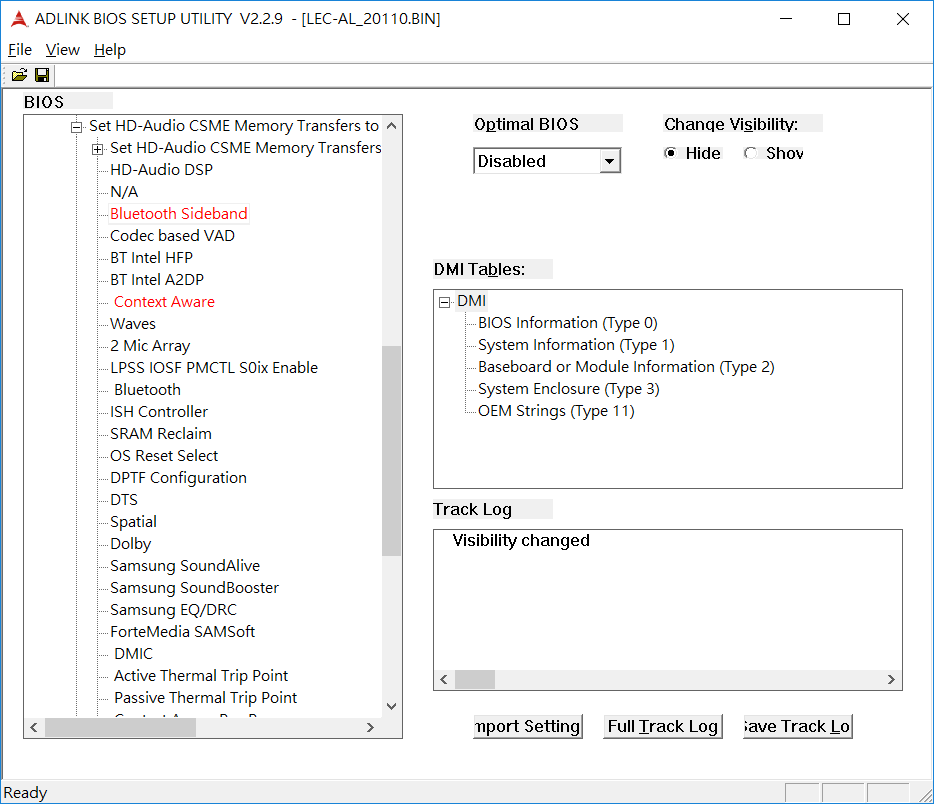 ADLINK BIOS SETUP UTILITY V2.2.9 - [LEC-AL_20110.BIN]
File View Help
BIOS
Set HD-Audio CSME Memory Transfers to
Set HD-Audio CSME Memory Transfers
HD-Audio DSP
N/A
Bluetooth Sideband
Codec based VAD
BT Intel HFP
BT Intel A2DP
Context Aware
Waves
2 Mic Array
LPSS IOSF PMCTL S0ix Enable
Bluetooth
ISH Controller
SRAM Reclaim
OS Reset Select
DPTF Configuration
DTS
Spatial
Dolby
Samsung SoundAlive
Samsung SoundBooster
Samsung EQ/DRC
ForteMedia SAMSoft
DMIC
Active Thermal Trip Point
Passive Thermal Trip Point
Optimal BIOS
Disabled
Change Visibility:
Hide Shov
DMI Tables:
DMI
BIOS Information (Type 0)
System Information (Type 1)
Baseboard or Module Information (Type 2)
System Enclosure (Type 3)
OEM Strings (Type 11)
Track Log
Visibility changed
mport Setting Full Track Log Save Track Lo
Ready